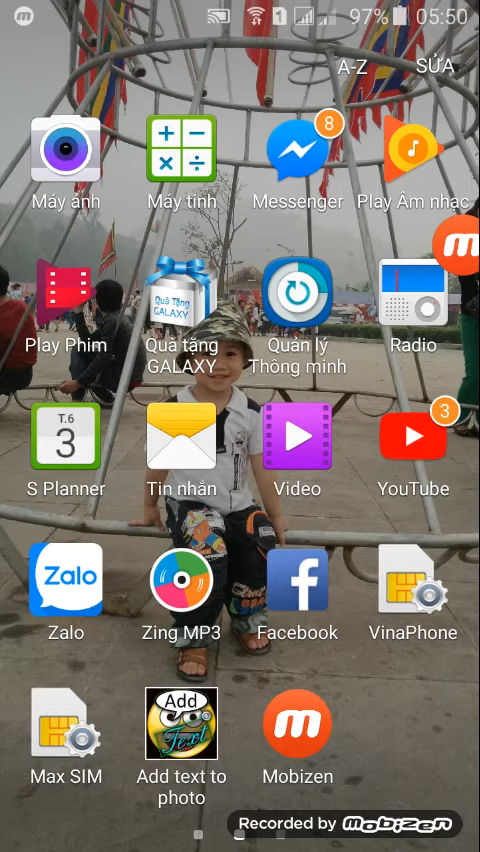 1 97% 05:50
A-Z SỬA
8
Máy ảnh Máy tính Messenger Play Âm nhạc
Quà Tặng
GALAXY
Play Phim Quà tặng GALAXY Quản lý Thông minh Radio
T.6
3
3
S Planner Tin nhắn Video YouTube
Zalo
Zalo Zing MP3 Facebook VinaPhone
Add
Text
Max SIM Add text to photo Mobizen
Recorded by MOBIZEN